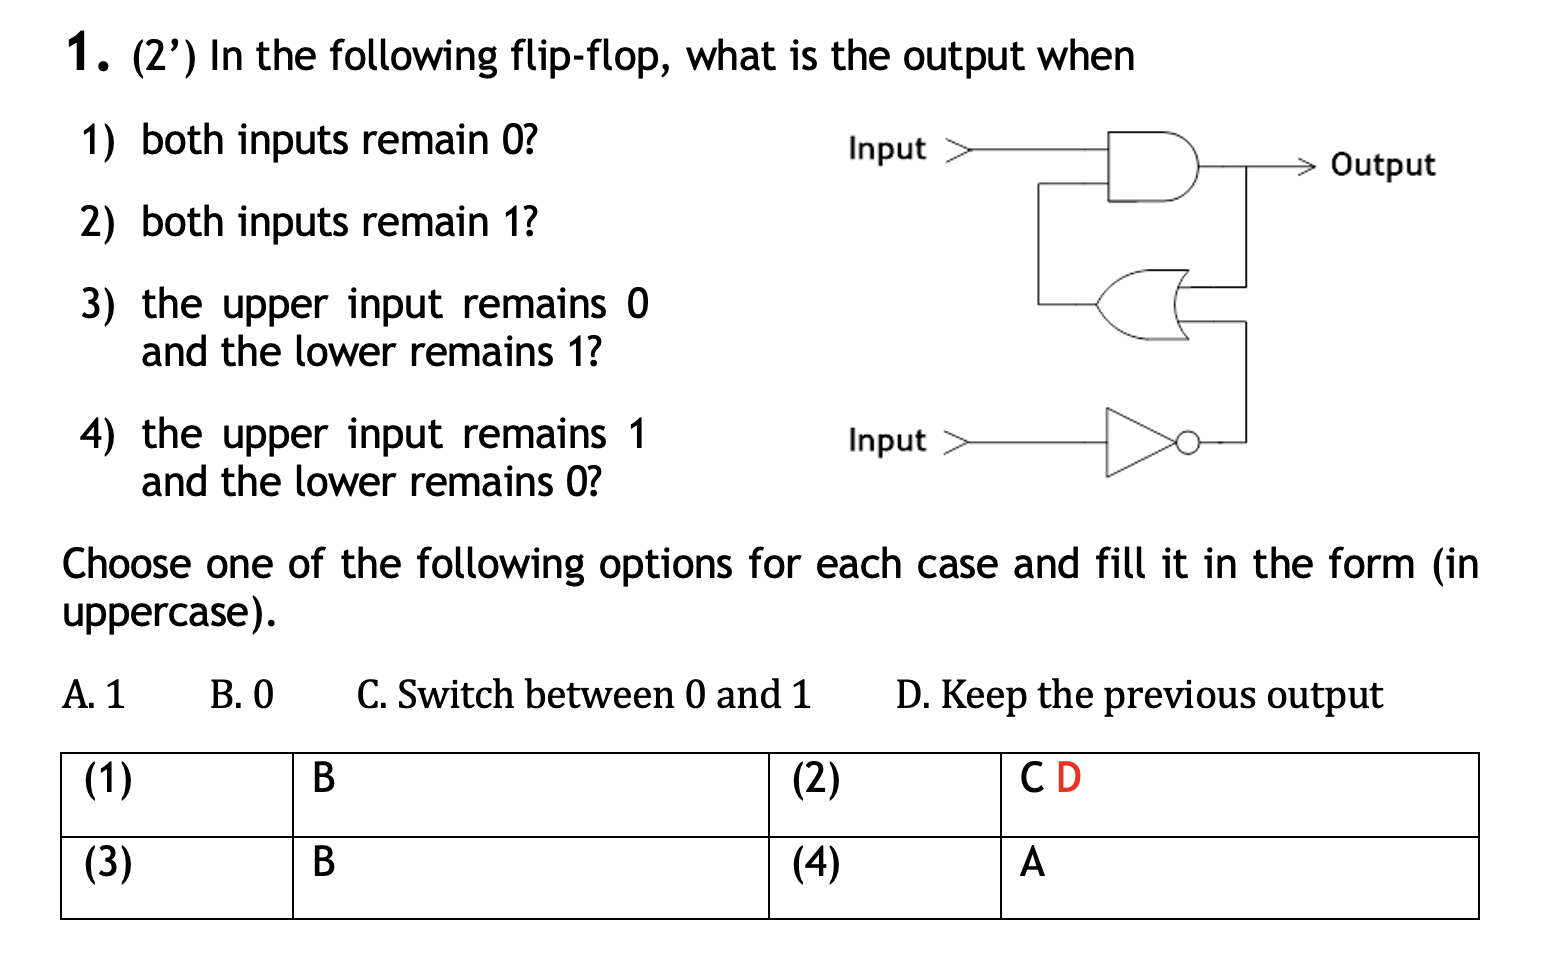 1. (2’) In the following flip-flop, what is the output when
1) both inputs remain 0?
2) both inputs remain 1?
3) the upper input remains 0
and the lower remains 1?
4) the upper input remains 1
and the lower remains 0?
Input
Output
Input
Choose one of the following options for each case and fill it in the form (in
uppercase).
A. 1 B. 0 C. Switch between 0 and 1 D. Keep the previous output
(1) B (2) C D
(3) B (4) A